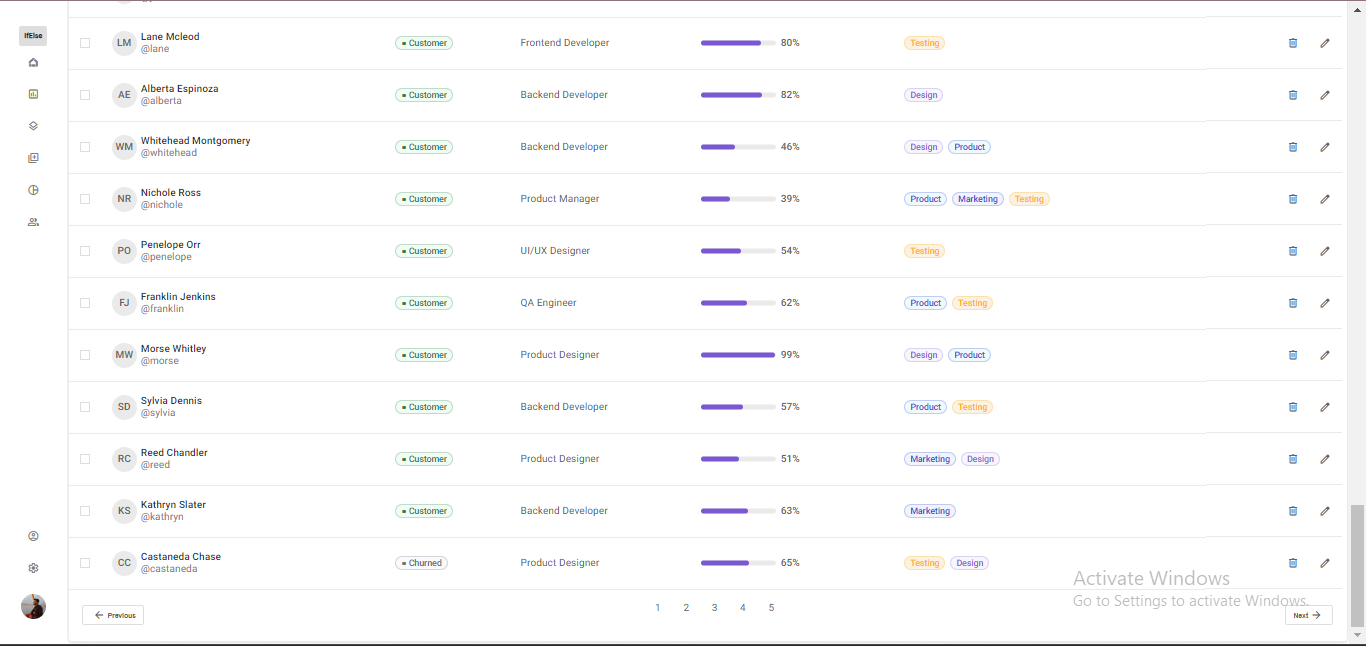 IfElse
LM Lane Mcleod Customer Frontend Developer 80% Testing
@lane
AE Alberta Espinoza Customer Backend Developer 82% Design
@alberta
WM Whitehead Montgomery Customer Backend Developer 46% Design Product
@whitehead
NR Nichole Ross Customer Product Manager 39% Product Marketing Testing
@nichole
PO Penelope Orr Customer UI/UX Designer 54% Testing
@penelope
FJ Franklin Jenkins Customer QA Engineer 62% Product Testing
@franklin
MW Morse Whitley Customer Product Designer 99% Design Product
@morse
SD Sylvia Dennis Customer Backend Developer 57% Product Testing
@sylvia
RC Reed Chandler Customer Product Designer 51% Marketing Design
@reed
KS Kathryn Slater Customer Backend Developer 63% Marketing
@kathryn
CC Castaneda Chase Churned Product Designer 65% Testing Design
@castaneda
Activate Windows
Go to Settings to activate Windows.
Previous 1 2 3 4 5 Next